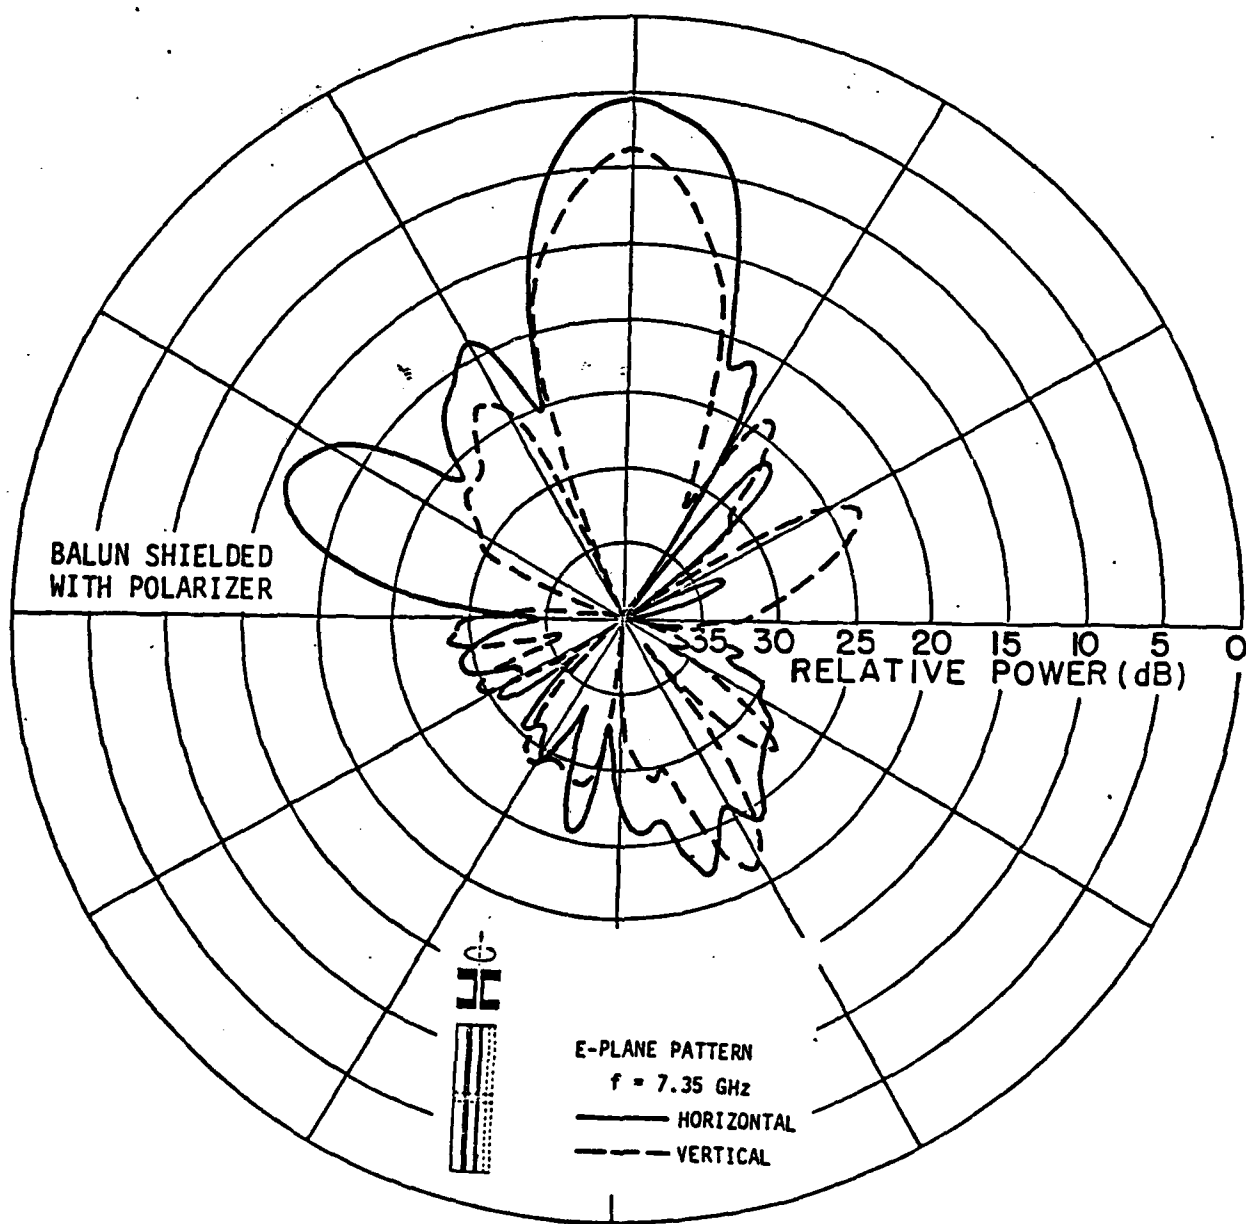 BALUN SHIELDED
WITH POLARIZER
35 30 25 20 15 10 5 0
RELATIVE POWER (dB)
E-PLANE PATTERN
f = 7.35 GHz
HORIZONTAL
VERTICAL